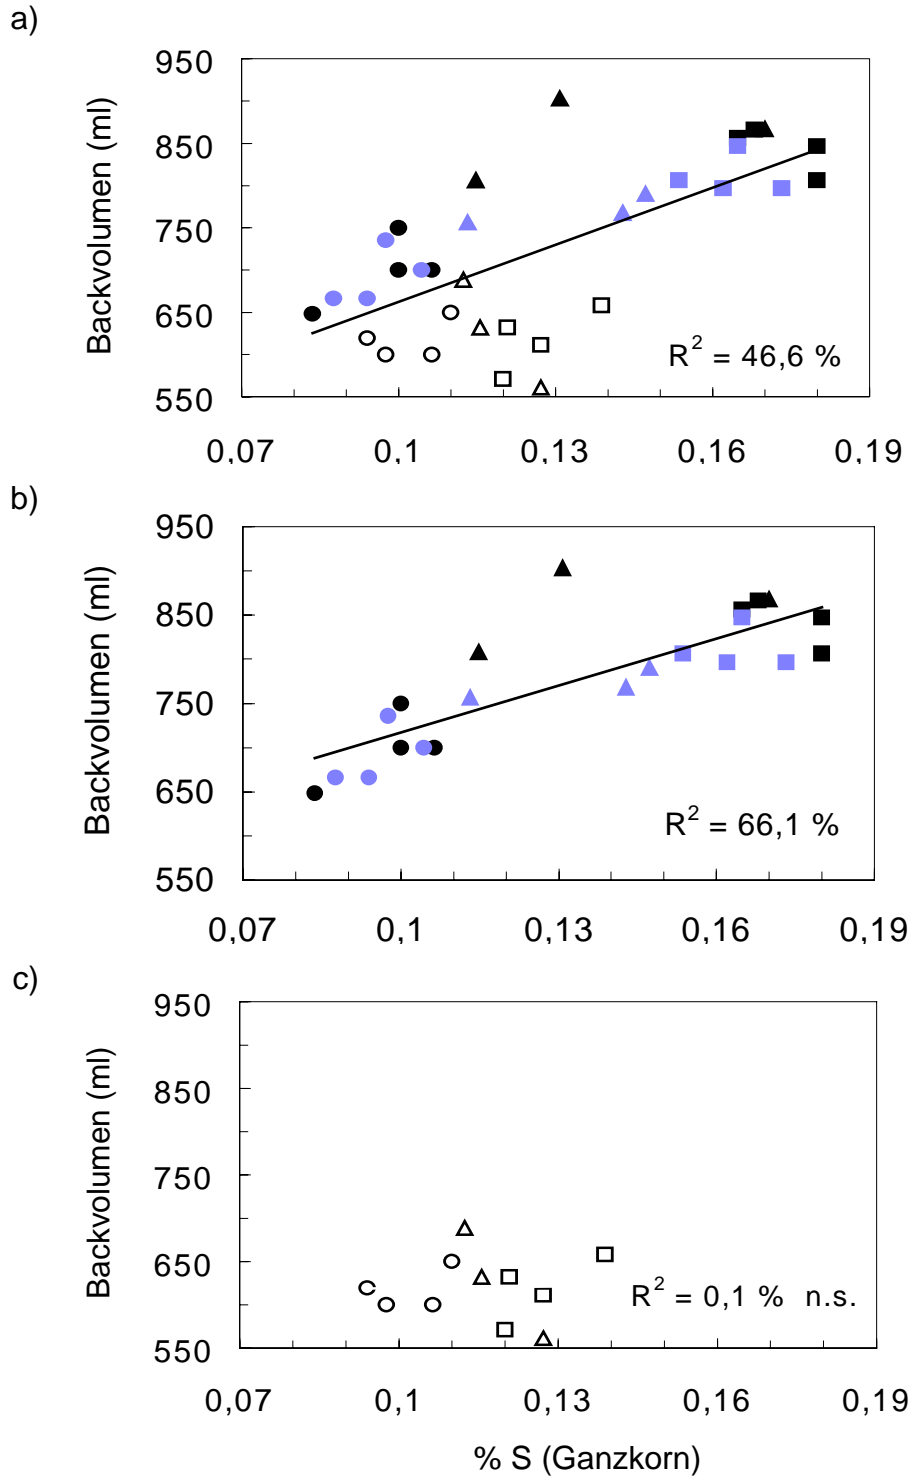 a)
Backvolumen (ml)
950
850
750
650
550
R² = 46,6 %
0,07 0,1 0,13 0,16 0,19
b)
Backvolumen (ml)
950
850
750
650
550
R² = 66,1 %
0,07 0,1 0,13 0,16 0,19
c)
Backvolumen (ml)
950
850
750
650
550
R² = 0,1 % n.s.
0,07 0,1 0,13 0,16 0,19
% S (Ganzkorn)